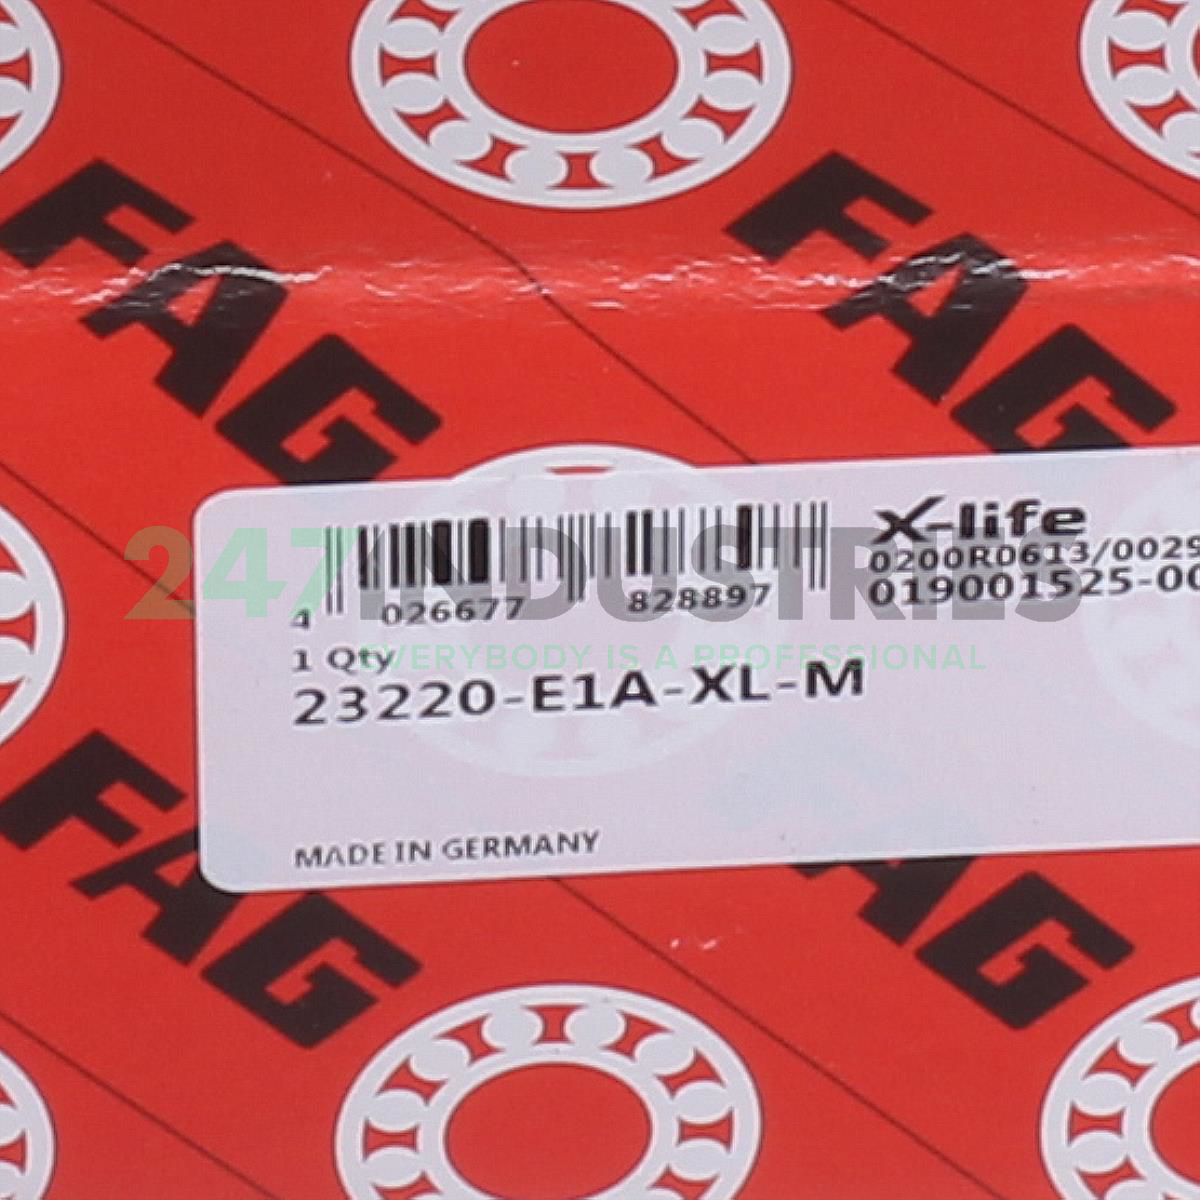 FAG
FAG
X-life
0200R0613/0029
019001525-00
4 026677 828897
1 Qty
23220-E1A-XL-M
MADE IN GERMANY
247INDUSTRIES
EVERYBODY IS A PROFESSIONAL
FAG
FAG